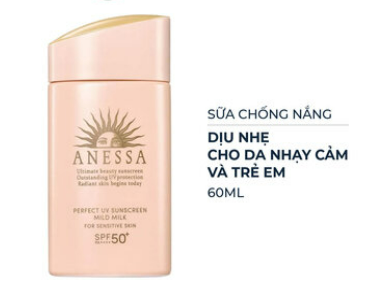 ANESSA
Ultimate beauty sunscreen
Outstanding UV protection
Radiant skin begins today
PERFECT UV SUNSCREEN
MILD MILK
FOR SENSITIVE SKIN
SPF50+
PA++++
SỮA CHỐNG NẮNG
DỊU NHẸ
CHO DA NHẠY CẢM
VÀ TRẺ EM
60ML